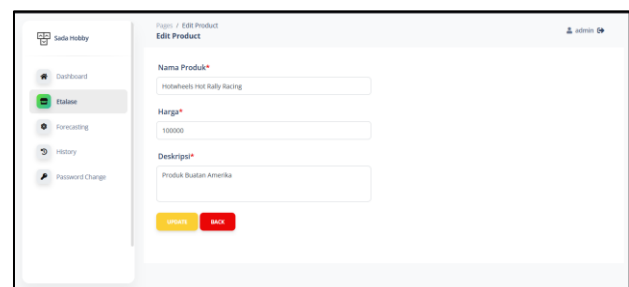 Sada Hobby
Dashboard
Etalase
Forecasting
History
Password Change
Pages / Edit Product
Edit Product
admin
Nama Produk*
Hotwheels Hot Rally Racing
Harga*
100000
Deskripsi*
Produk Buatan Amerika
UPDATE BACK